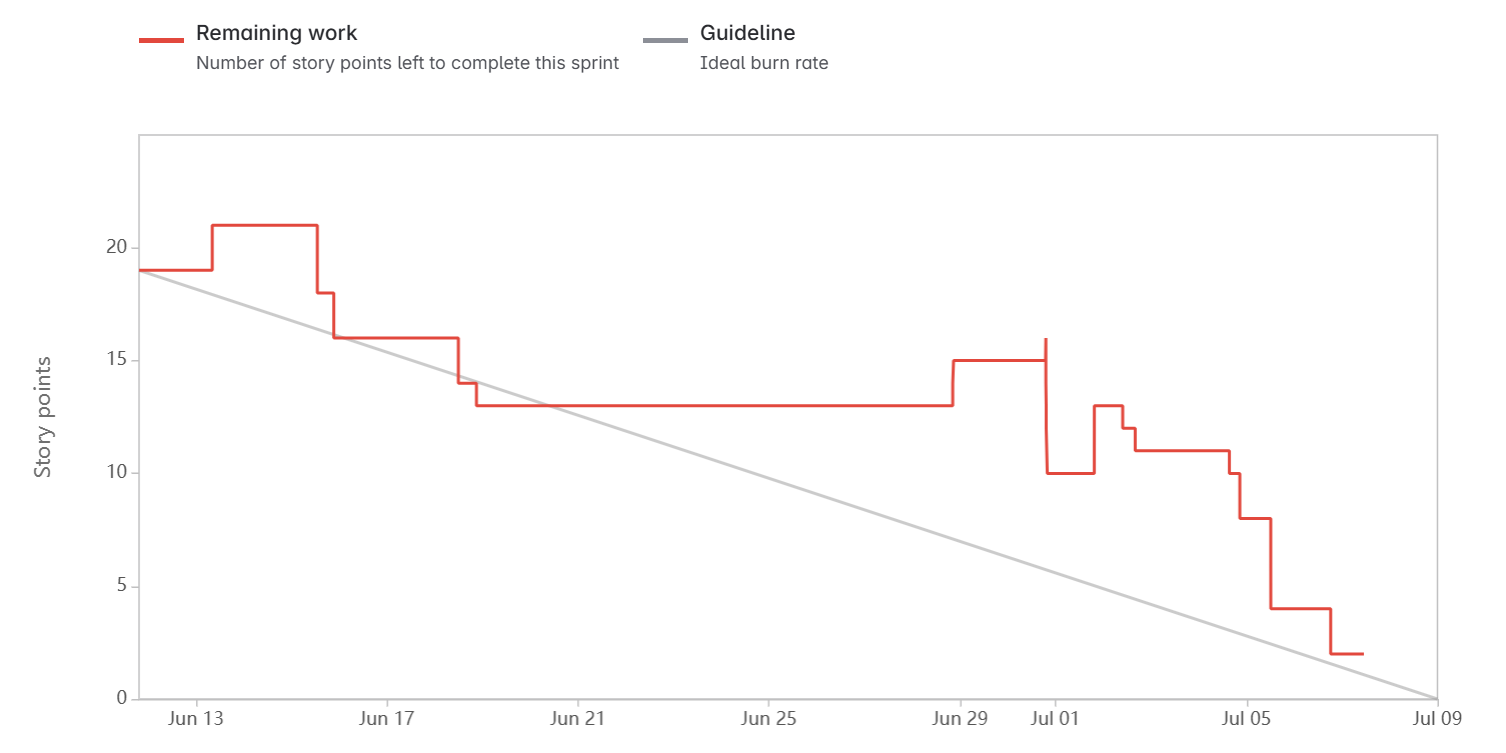 Remaining work
Number of story points left to complete this sprint
Guideline
Ideal burn rate
Story points
20
15
10
5
0
Jun 13
Jun 17
Jun 21
Jun 25
Jun 29
Jul 01
Jul 05
Jul 09